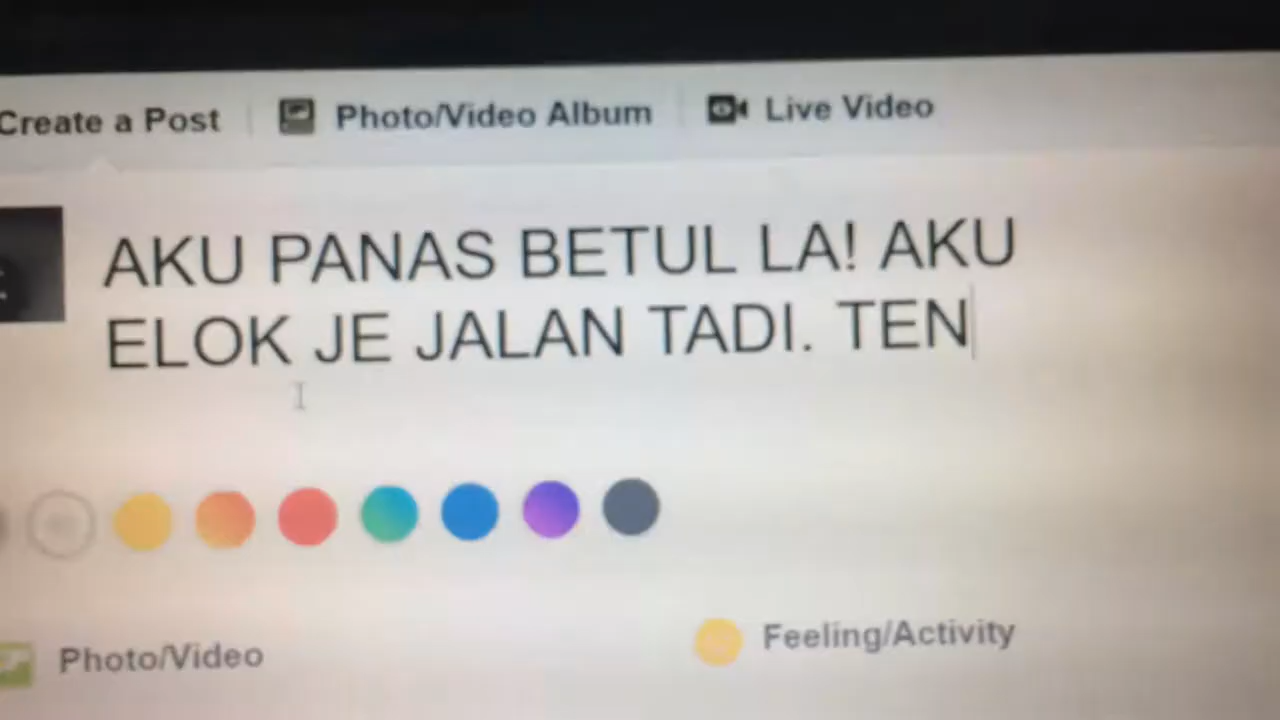 Create a Post Photo/Video Album Live Video
AKU PANAS BETUL LA! AKU
ELOK JE JALAN TADI. TEN
Photo/Video Feeling/Activity